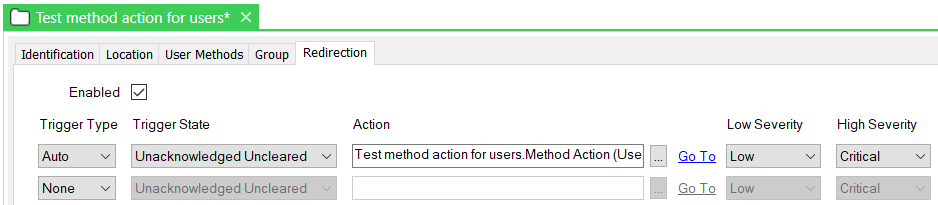 Test method action for users*
Identification Location User Methods Group Redirection
Enabled
Trigger Type Trigger State Action Low Severity High Severity
Auto Unacknowledged Uncleared Test method action for users.Method Action (Use ... Go To Low Critical
None Unacknowledged Uncleared ... Go To Low Critical